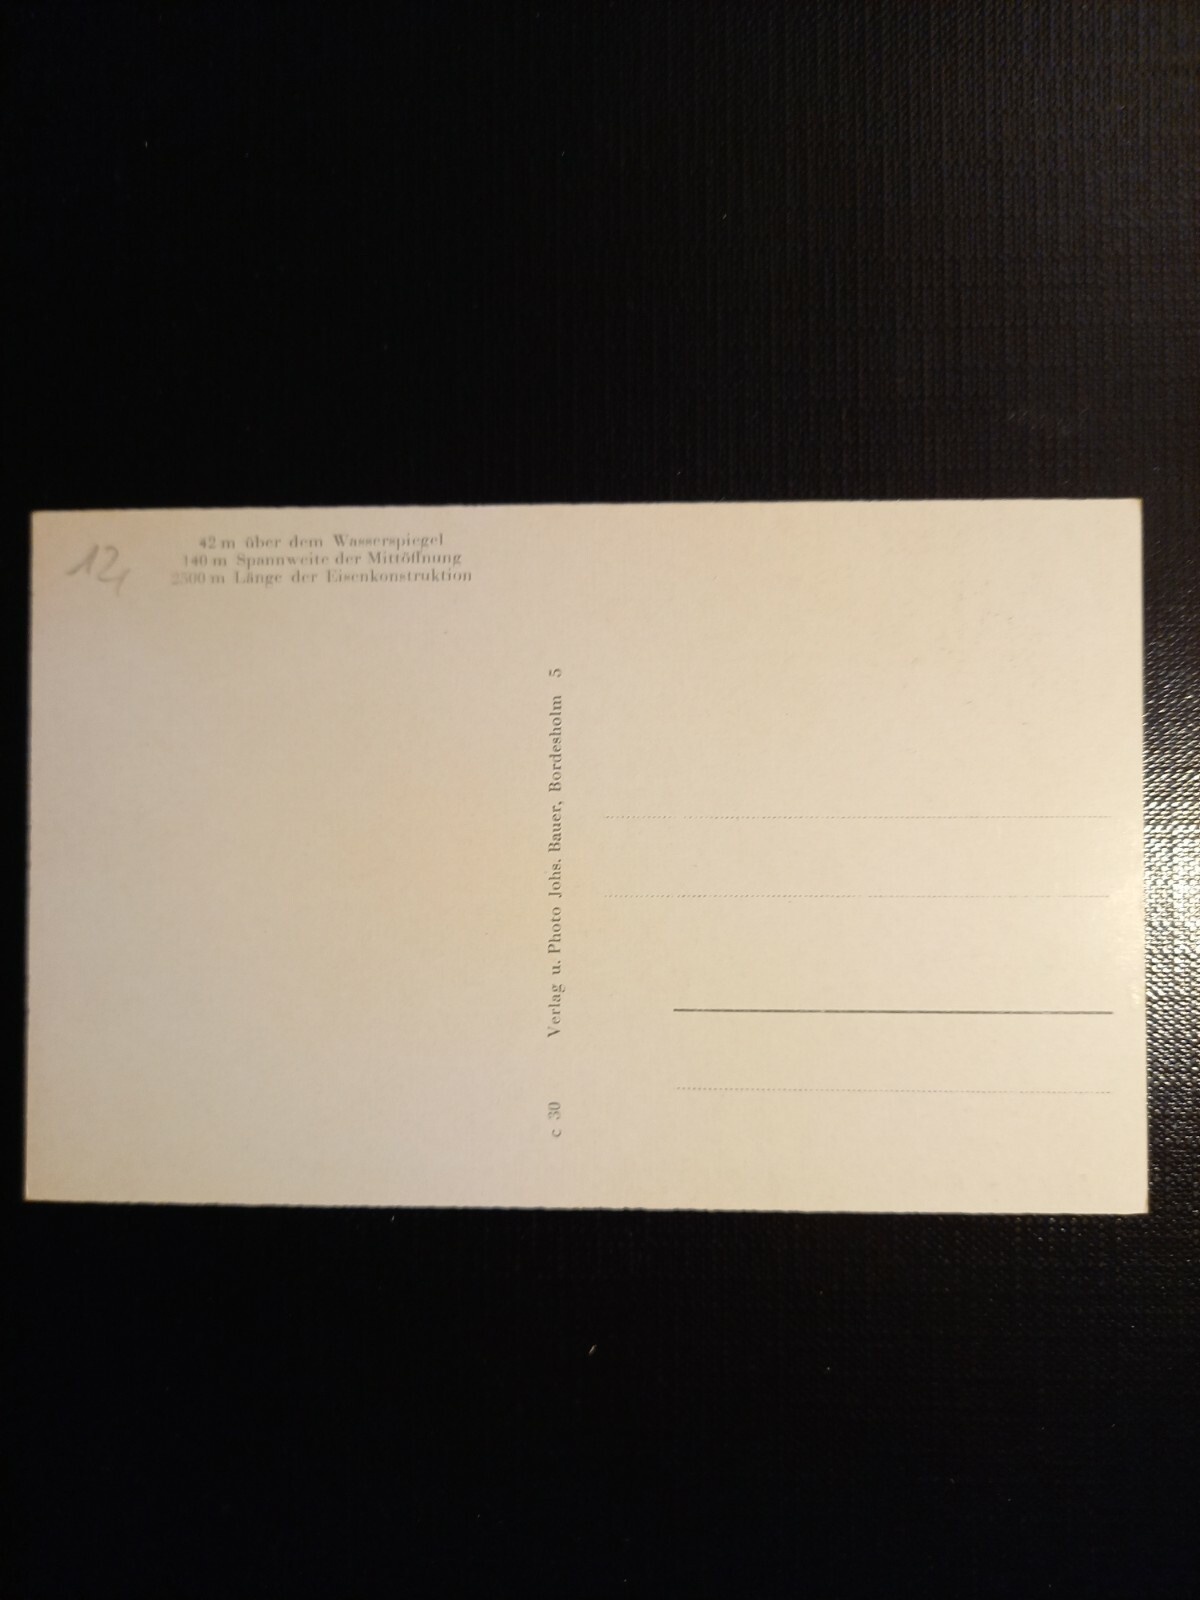 12,
42 m über dem Wasserspiegel
140 m Spannweite der Mittöffnung
2500 m Länge der Eisenkonstruktion
c 30 Verlag u. Photo Johs. Bauer, Bordesholm 5